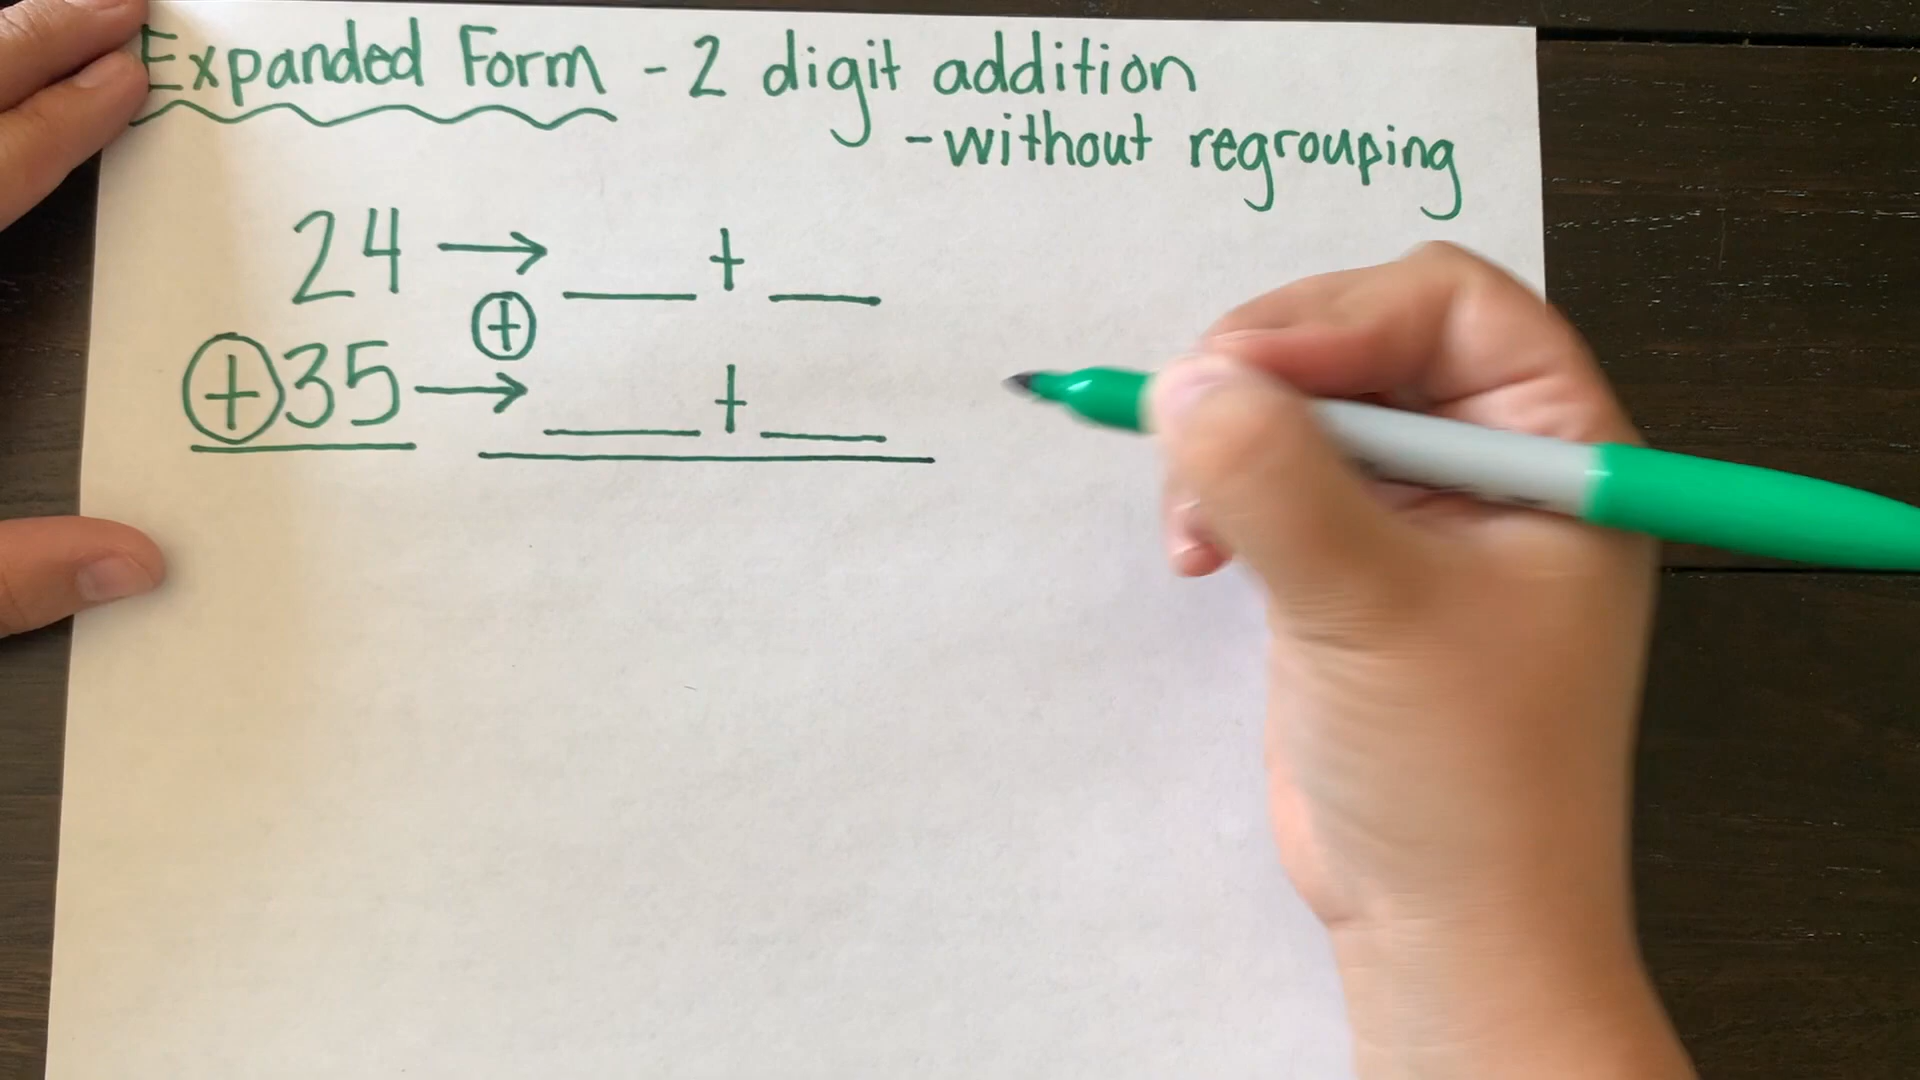 Expanded Form - 2 digit addition
- without regrouping
24 → ___ + ___
⊕
⊕35 → ___ + ___